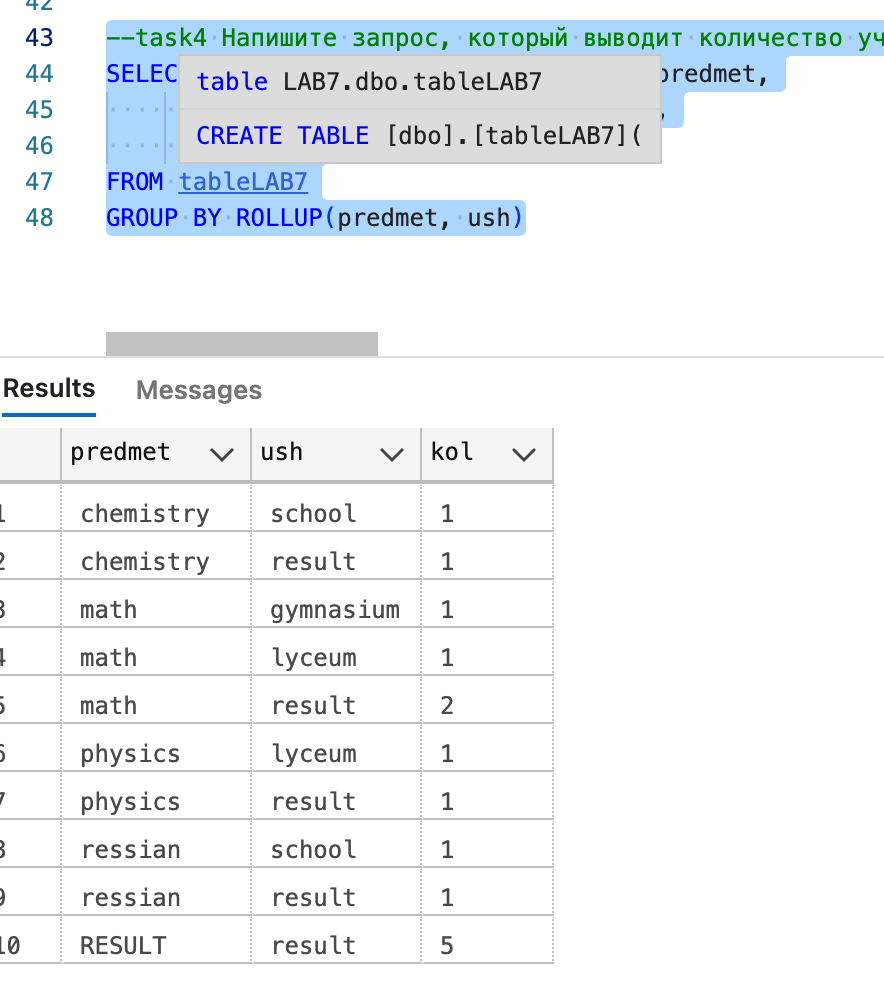 42
43 --task4 Напишите запрос, который выводит количество уч
44 SELEC predmet,
table LAB7.dbo.tableLAB7
45 ,
CREATE TABLE [dbo].[tableLAB7](
46
47 FROM tableLAB7
48 GROUP BY ROLLUP(predmet, ush)
Results Messages
predmet ush kol
1 chemistry school 1
2 chemistry result 1
3 math gymnasium 1
4 math lyceum 1
5 math result 2
6 physics lyceum 1
7 physics result 1
8 ressian school 1
9 ressian result 1
10 RESULT result 5